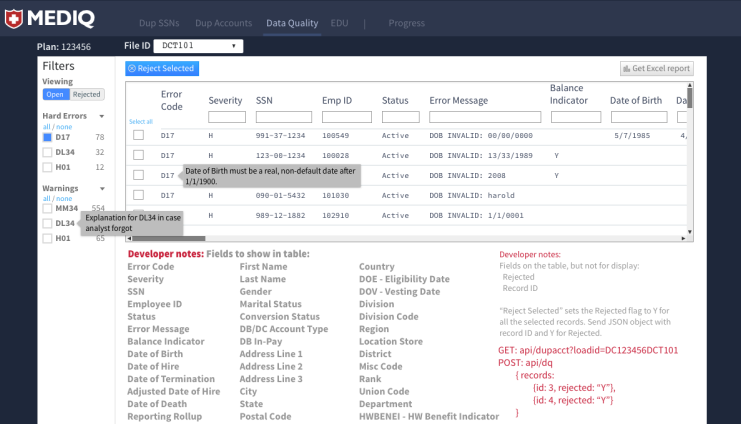 MEDIQ
Dup SSNs Dup Accounts Data Quality EDU | Progress
Plan: 123456 File ID DCT101
Filters
Viewing
Open Rejected
Hard Errors
all / none
D17 78
DL34 32
H01 12
Warnings
all / none
MM34 554
DL34
H01 65
Explanation for DL34 in case
analyst forgot
Reject Selected Get Excel report
Select all
Error Code Severity SSN Emp ID Status Error Message Balance Indicator Date of Birth Da
D17 H 991-37-1234 100549 Active DOB INVALID: 00/00/0000 5/7/1985 4/
D17 H 123-00-1234 100028 Active DOB INVALID: 13/33/1989 Y
D17 Active DOB INVALID: 2008 Y
Date of Birth must be a real, non-default date after
1/1/1900.
D17 H 090-01-5432 101030 Active DOB INVALID: harold
D17 H 989-12-1882 102910 Active DOB INVALID: 1/1/0001
Developer notes: Fields to show in table:
Error Code First Name Country
Severity Last Name DOE - Eligibility Date
SSN Gender DOV - Vesting Date
Employee ID Marital Status Division
Status Conversion Status Division Code
Error Message DB/DC Account Type Region
Balance Indicator DB In-Pay Location Store
Date of Birth Address Line 1 District
Date of Hire Address Line 2 Misc Code
Date of Termination Address Line 3 Rank
Adjusted Date of Hire City Union Code
Date of Death State Department
Reporting Rollup Postal Code HWBENEI - HW Benefit Indicator
Developer notes:
Fields on the table, but not for display:
Rejected
Record ID
"Reject Selected" sets the Rejected flag to Y for
all the selected records. Send JSON object with
record ID and Y for Rejected.
GET: api/dupacct?loadid=DC123456DCT101
POST: api/dq
{ records:
{id: 3, rejected: “Y”},
{id: 4, rejected: “Y”}
}